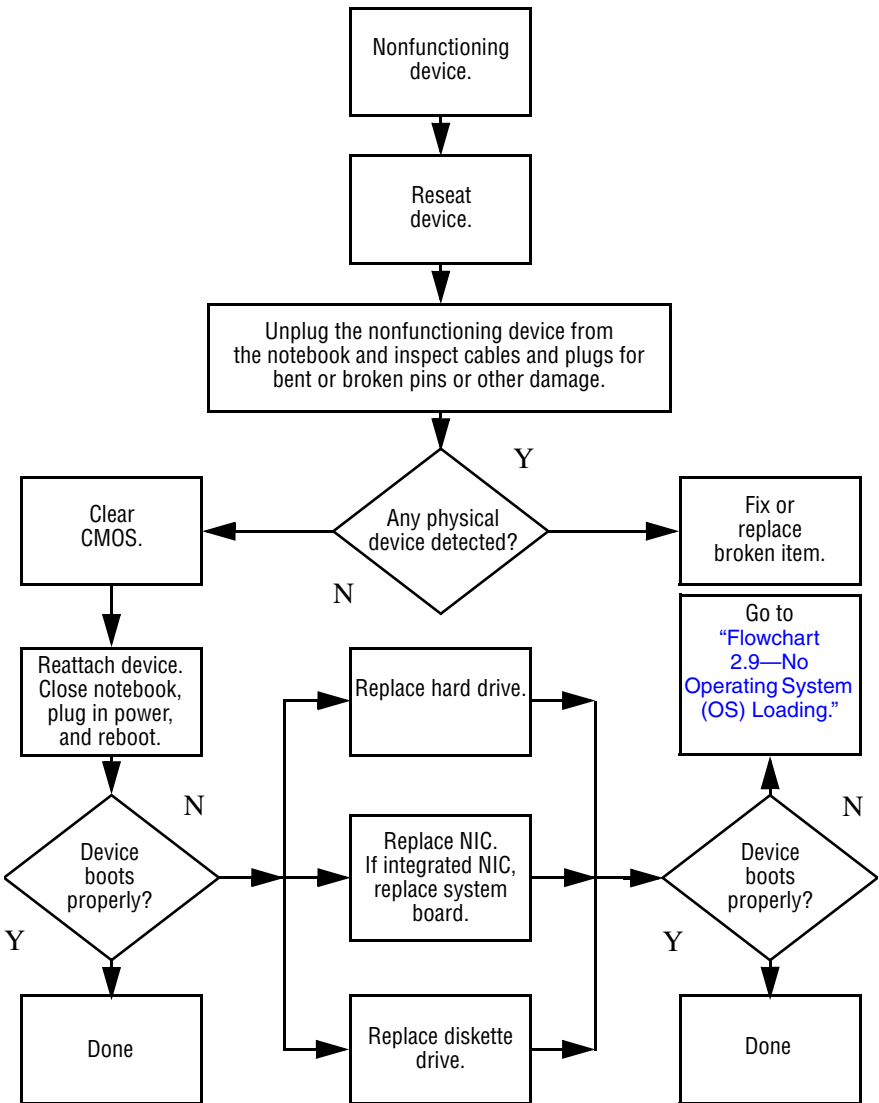 Nonfunctioning
device.
Reseat
device.
Unplug the nonfunctioning device from
the notebook and inspect cables and plugs for
bent or broken pins or other damage.
Y
Any physical
device detected?
N
Clear
CMOS.
Fix or
replace
broken item.
Go to
“Flowchart
2.9—No
Operating System
(OS) Loading.”
Reattach device.
Close notebook,
plug in power,
and reboot.
Replace hard drive.
N
Device
boots
properly?
Y
Replace NIC.
If integrated NIC,
replace system
board.
N
Device
boots
properly?
Y
Done
Replace diskette
drive.
Done